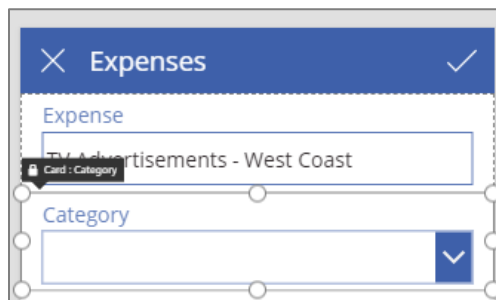 Expenses
Expense
TV Advertisements - West Coast
Card : Category
Category